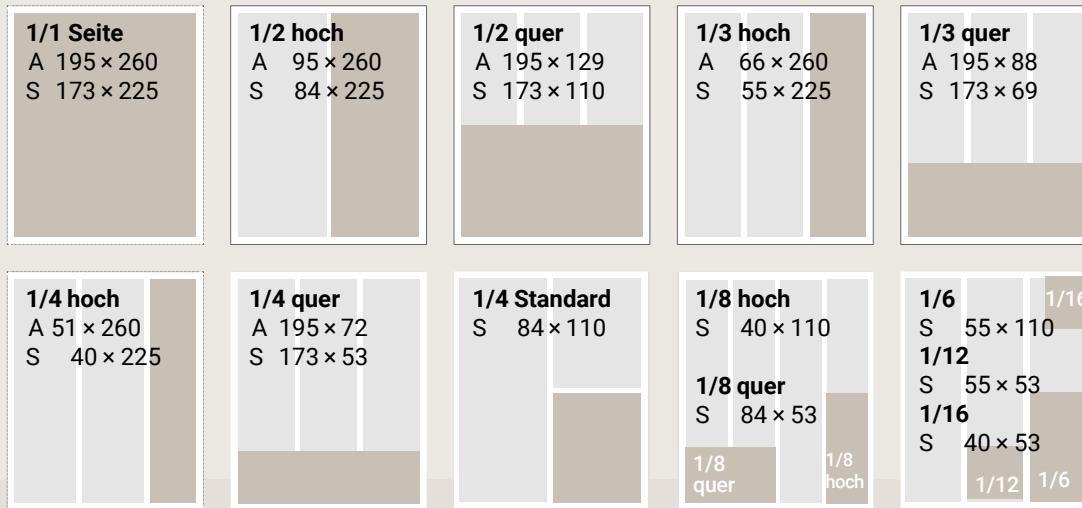 1/1 Seite
A 195 × 260
S 173 × 225
1/2 hoch
A 95 × 260
S 84 × 225
1/2 quer
A 195 × 129
S 173 × 110
1/3 hoch
A 66 × 260
S 55 × 225
1/3 quer
A 195 × 88
S 173 × 69
1/4 hoch
A 51 × 260
S 40 × 225
1/4 quer
A 195 × 72
S 173 × 53
1/4 Standard
S 84 × 110
1/8 hoch
S 40 × 110
1/8 quer
S 84 × 53
1/8
quer
1/8
hoch
1/6
S 55 × 110
1/12
S 55 × 53
1/16
S 40 × 53
1/16
1/12
1/6